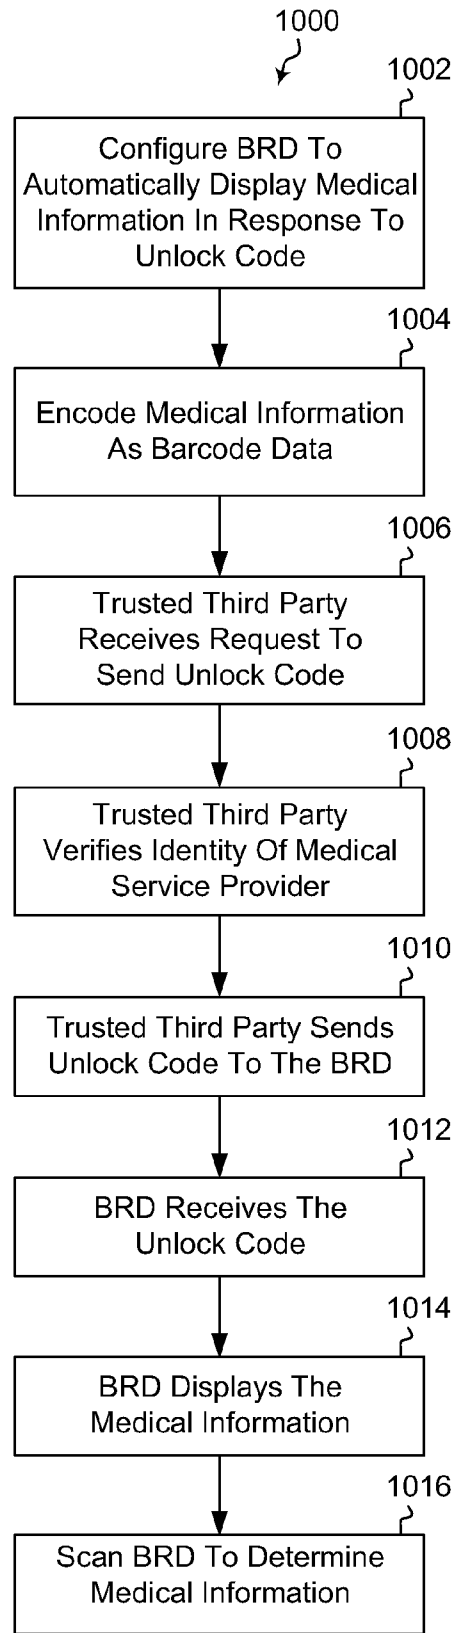 1000
1002
Configure BRD To
Automatically Display Medical
Information In Response To
Unlock Code
1004
Encode Medical Information
As Barcode Data
1006
Trusted Third Party
Receives Request To
Send Unlock Code
1008
Trusted Third Party
Verifies Identity Of Medical
Service Provider
1010
Trusted Third Party Sends
Unlock Code To The BRD
1012
BRD Receives The
Unlock Code
1014
BRD Displays The
Medical Information
1016
Scan BRD To Determine
Medical Information